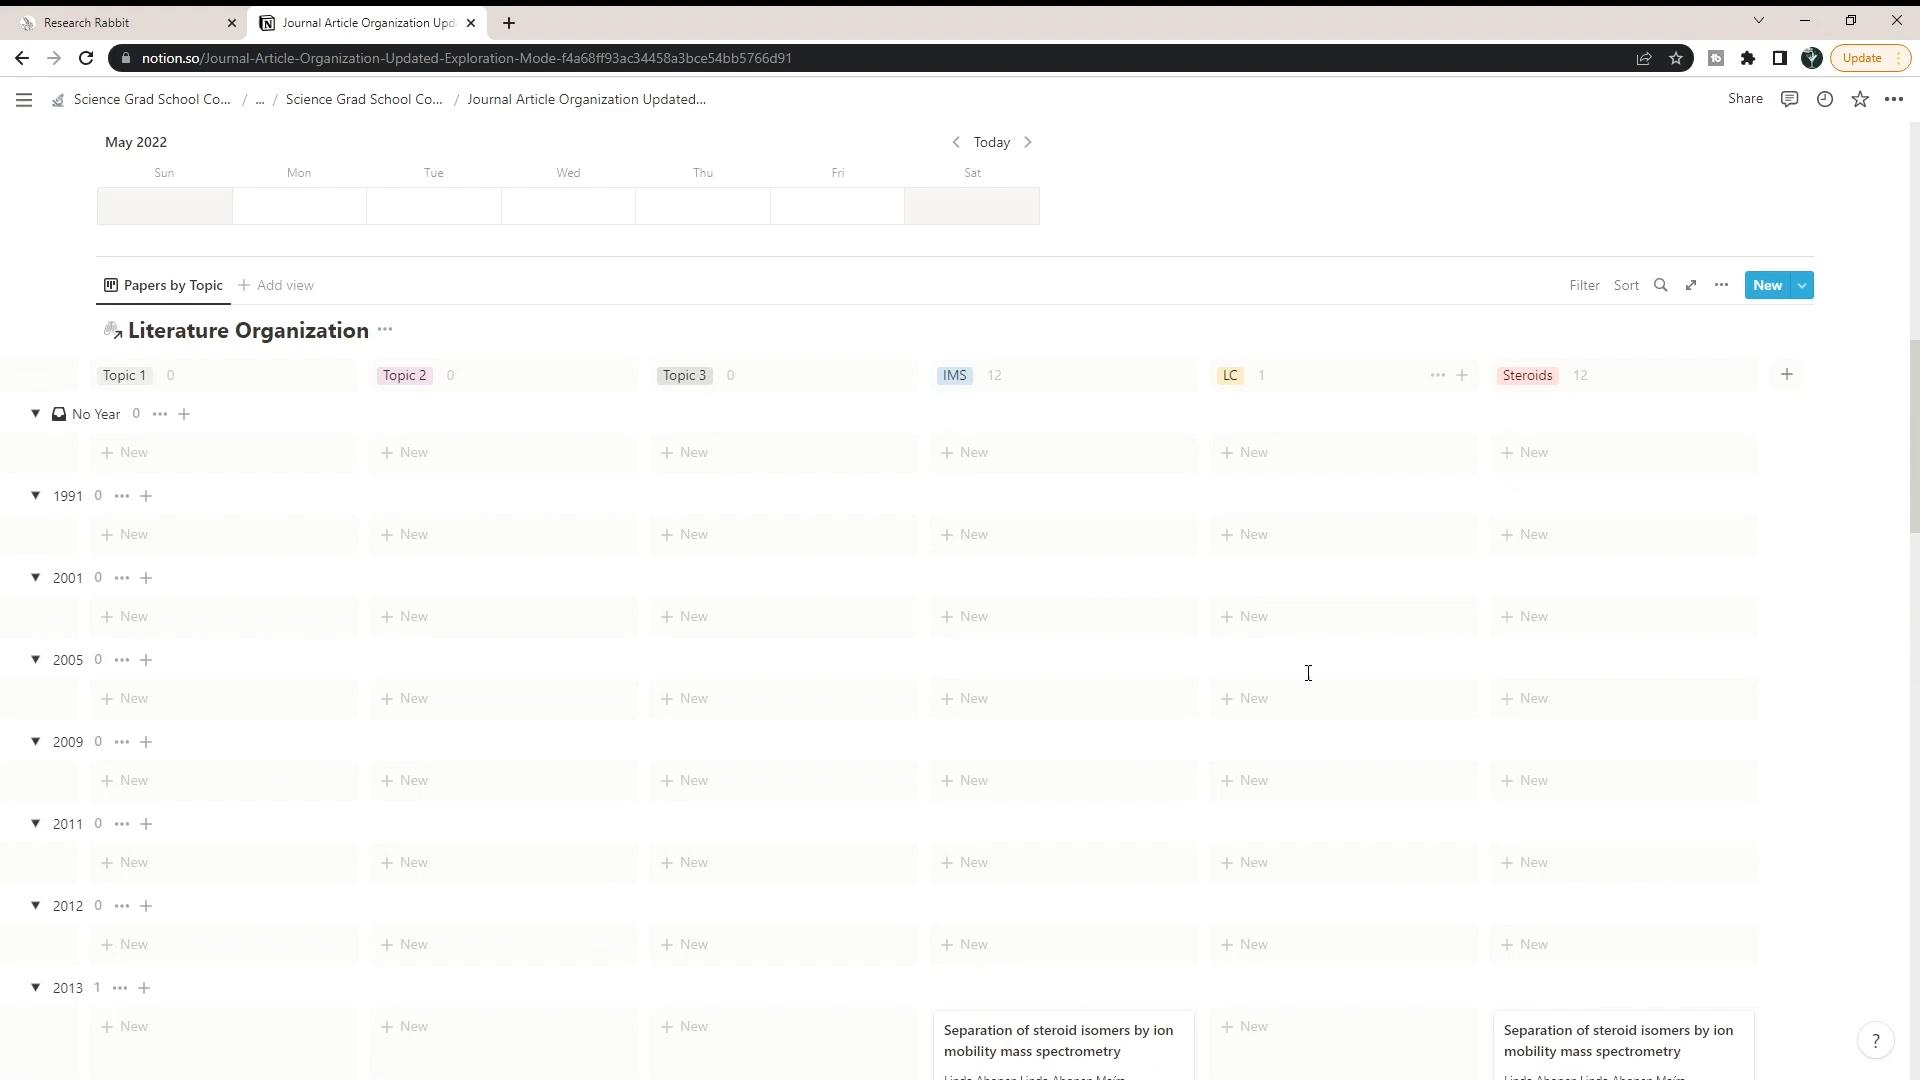 Research Rabbit
Journal Article Organization Upd
notion.so/Journal-Article-Organization-Updated-Exploration-Mode-f4a68ff93ac34458a3bce54bb5766d91
Update
Science Grad School Co... / ... / Science Grad School Co... / Journal Article Organization Updated...
Share
May 2022
Today
Sun Mon Tue Wed Thu Fri Sat
Papers by Topic + Add view
Filter Sort New
Literature Organization
Topic 1 0 Topic 2 0 Topic 3 0 IMS 12 LC 1 Steroids 12
No Year 0
+ New + New + New + New + New + New
1991 0
+ New + New + New + New + New + New
2001 0
+ New + New + New + New + New + New
2005 0
+ New + New + New + New + New + New
2009 0
+ New + New + New + New + New + New
2011 0
+ New + New + New + New + New + New
2012 0
+ New + New + New + New + New + New
2013 1
+ New + New + New + New
Separation of steroid isomers by ion
mobility mass spectrometry
Separation of steroid isomers by ion
mobility mass spectrometry
?